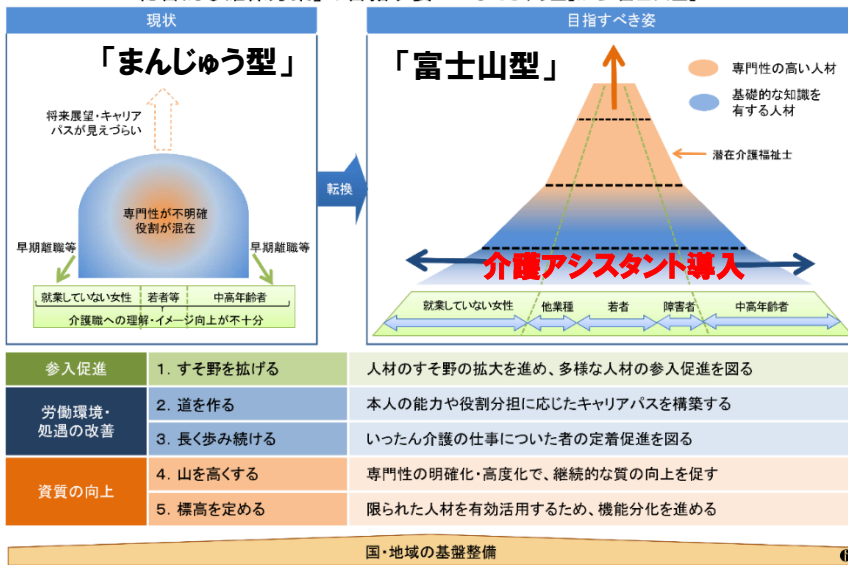 現状
目指すべき姿
「まんじゅう型」
「富士山型」
将来展望・キャリア
パスが見えづらい
専門性が不明確
役割が混在
早期離職等
早期離職等
就業していない女性
若者等
中高年齢者
介護職への理解・イメージ向上が不十分
転換
専門性の高い人材
基礎的な知識を
有する人材
潜在介護福祉士
介護アシスタント導入
就業していない女性
他業種
若者
障害者
中高年齢者
参入促進
1. すそ野を拡げる
人材のすそ野の拡大を進め、多様な人材の参入促進を図る
労働環境・
処遇の改善
2. 道を作る
本人の能力や役割分担に応じたキャリアパスを構築する
3. 長く歩み続ける
いったん介護の仕事についた者の定着促進を図る
資質の向上
4. 山を高くする
専門性の明確化・高度化で、継続的な質の向上を促す
5. 標高を定める
限られた人材を有効活用するため、機能分化を進める
国・地域の基盤整備